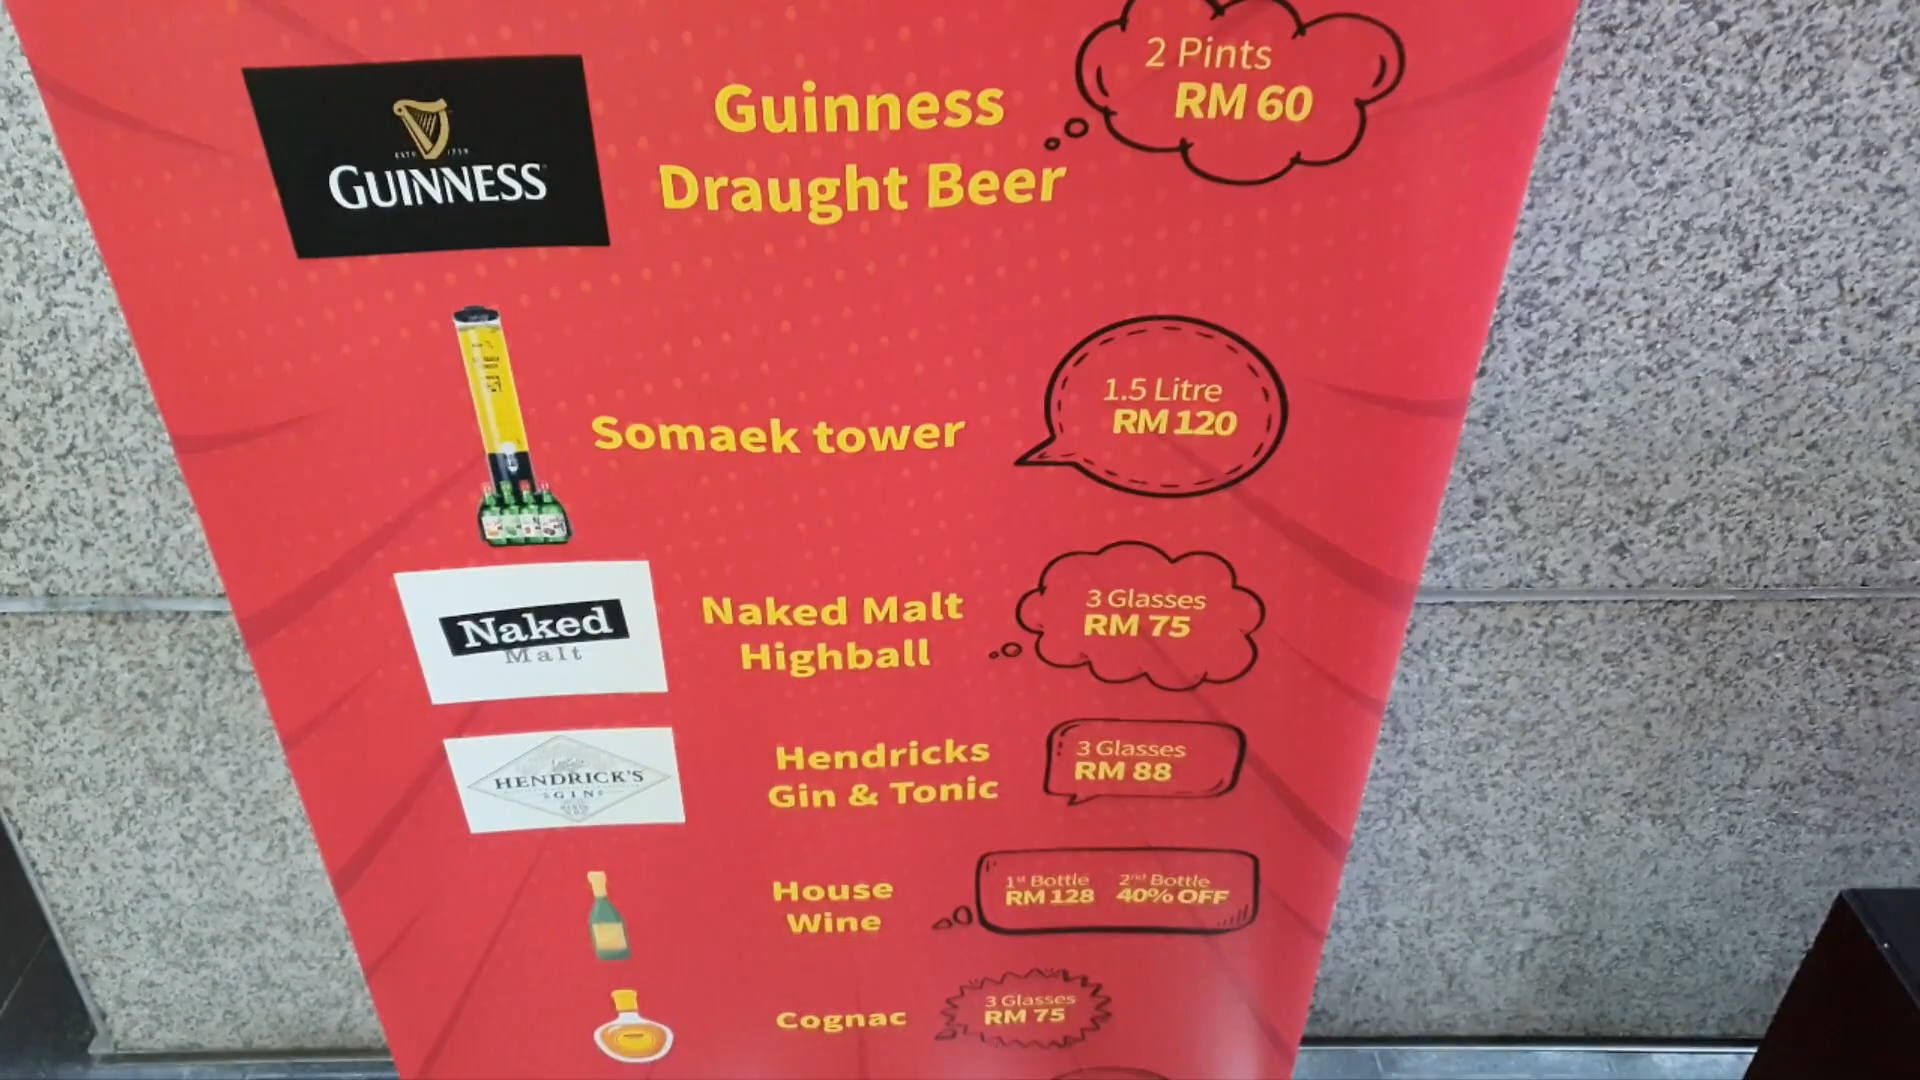 ESTD 1759
GUINNESS
Guinness
Draught Beer
2 Pints
RM 60
Somaek tower
1.5 Litre
RM 120
Naked
Malt
Naked Malt
Highball
3 Glasses
RM 75
HENDRICK'S
GIN
Hendricks
Gin & Tonic
3 Glasses
RM 88
House
Wine
1st Bottle
RM 128
2nd Bottle
40% OFF
Cognac
3 Glasses
RM 75